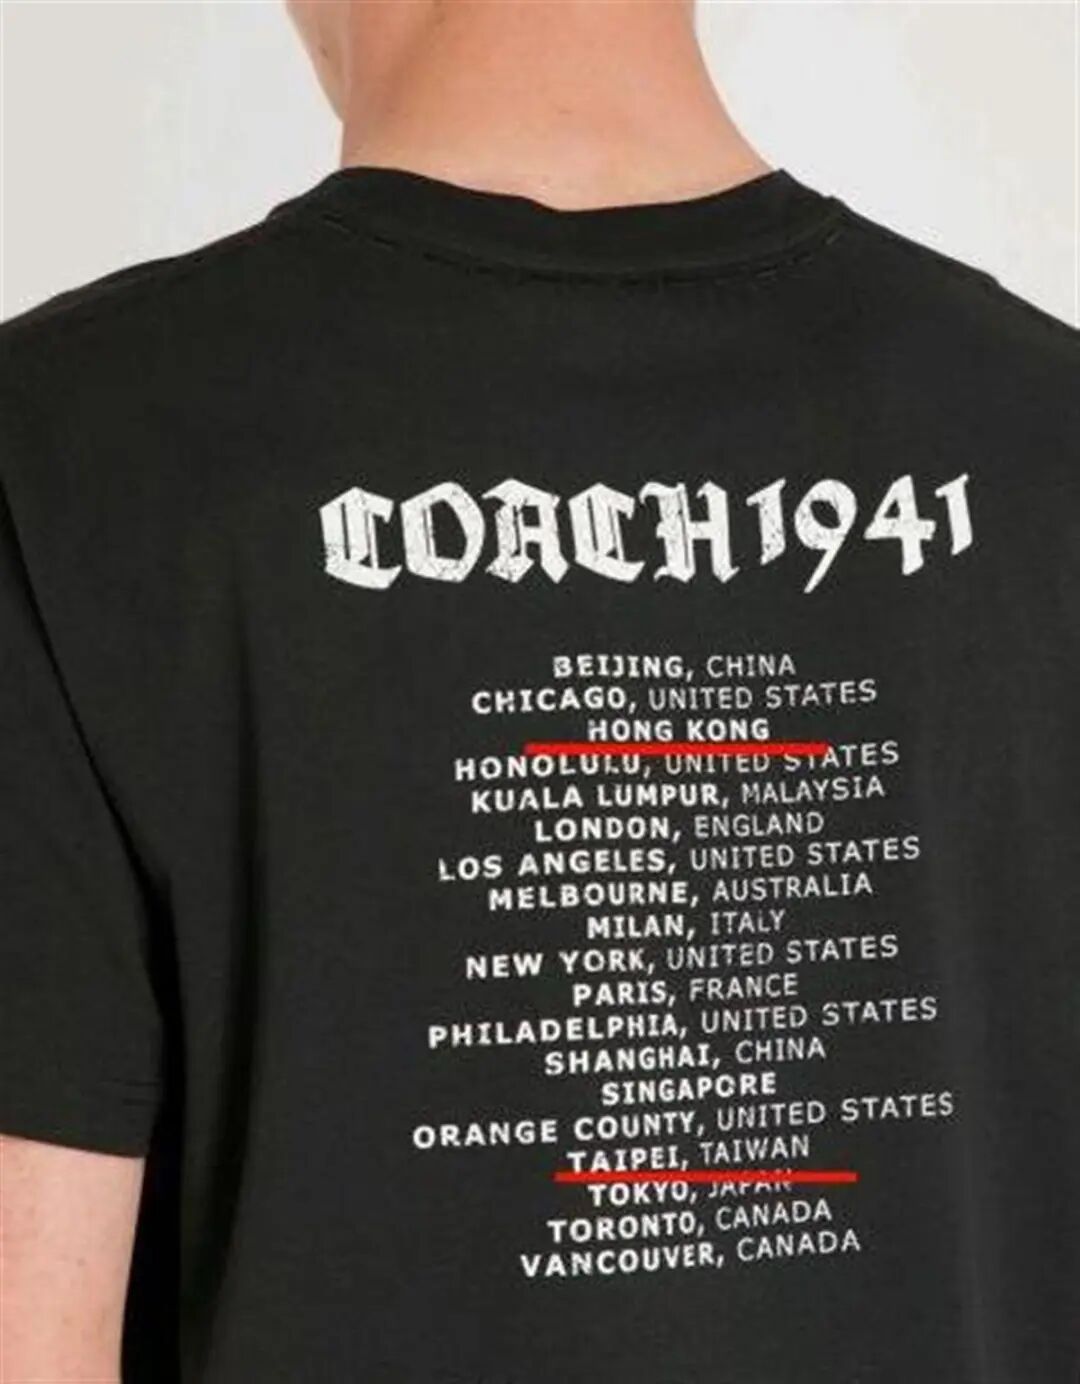 COACH1941
BEIJING, CHINA
CHICAGO, UNITED STATES
HONG KONG
HONOLULU, UNITED STATES
KUALA LUMPUR, MALAYSIA
LONDON, ENGLAND
LOS ANGELES, UNITED STATES
MELBOURNE, AUSTRALIA
MILAN, ITALY
NEW YORK, UNITED STATES
PARIS, FRANCE
PHILADELPHIA, UNITED STATES
SHANGHAI, CHINA
SINGAPORE
ORANGE COUNTY, UNITED STATES
TAIPEI, TAIWAN
TOKYO, JAPAN
TORONTO, CANADA
VANCOUVER, CANADA